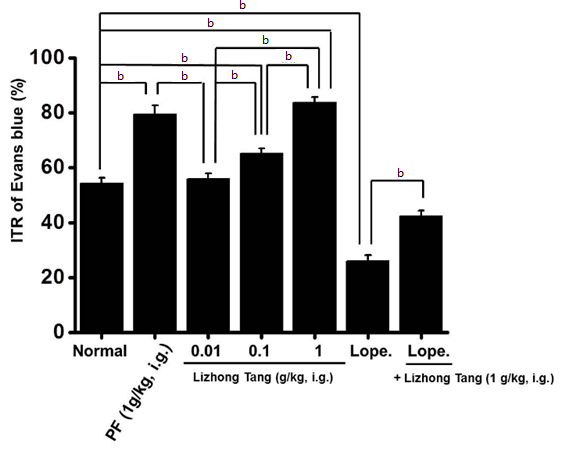 b
b
b
b
b
b
b
b
b
ITR of Evans blue (%)
100
80
60
40
20
0
Normal
PF (1g/kg, i.g.)
0.01
0.1
1
Lope.
Lope.
Lizhong Tang (g/kg, i.g.)
+ Lizhong Tang (1 g/kg, i.g.)